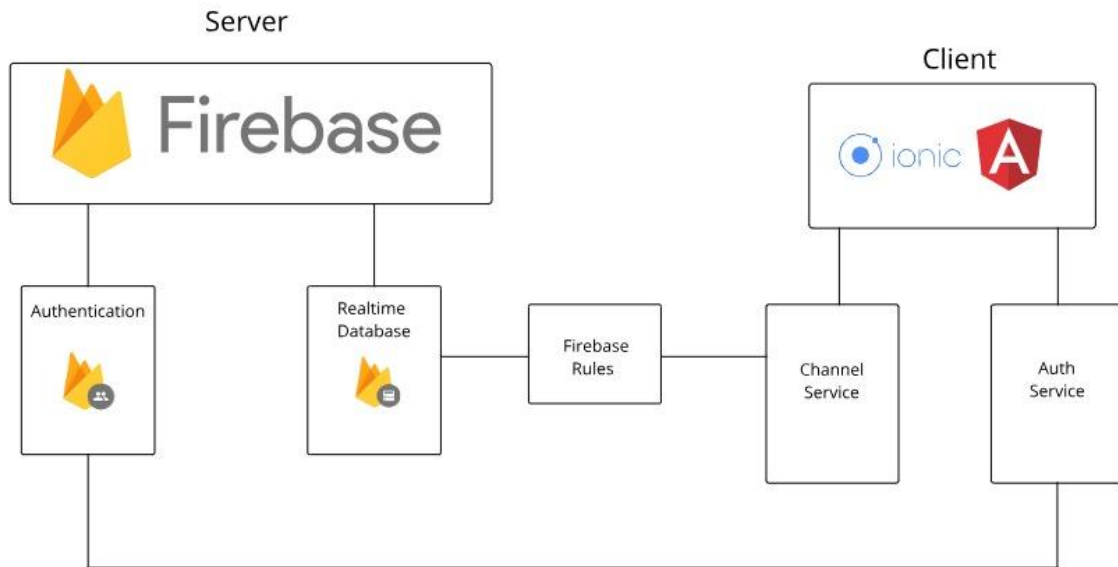 Server
Firebase
Client
ionic
A
Authentication
Realtime
Database
Firebase
Rules
Channel
Service
Auth
Service